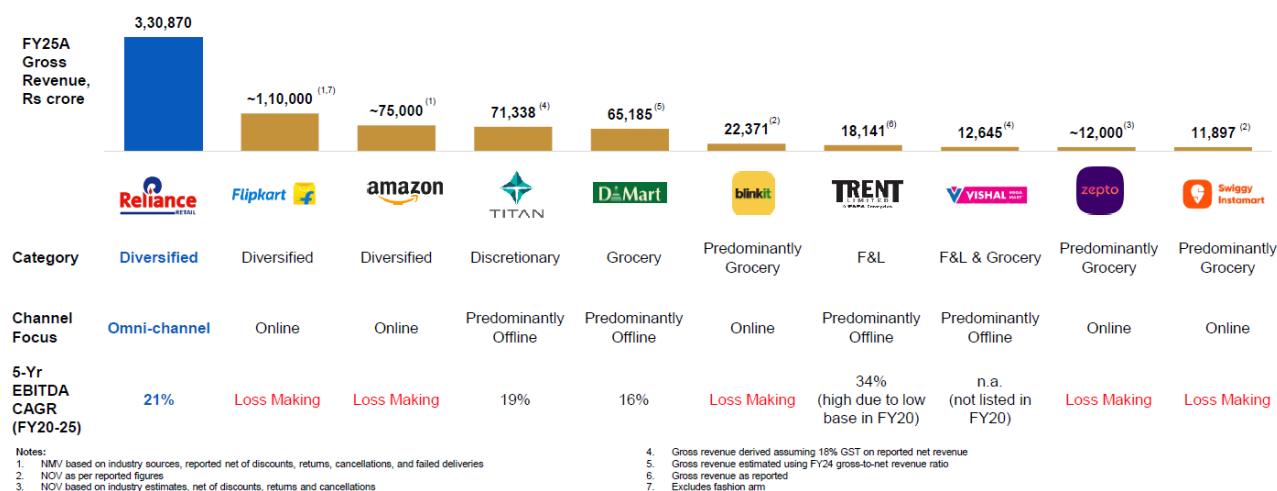 FY25A
Gross
Revenue,
Rs crore
3,30,870
~1,10,000 (1,7)
~75,000 (1)
71,338 (4)
65,185 (5)
22,371 (2)
18,141 (6)
12,645 (4)
~12,000 (3)
11,897 (2)
Reliance
RETAIL
Flipkart
amazon
TITAN
D Mart
blinkit
TRENT
LIMITED
VISHAL
zepto
Swiggy
Instamart
Category
Diversified
Diversified
Diversified
Discretionary
Grocery
Predominantly
Grocery
F&L
F&L & Grocery
Predominantly
Grocery
Predominantly
Grocery
Channel
Focus
Omni-channel
Online
Online
Predominantly
Offline
Predominantly
Offline
Online
Predominantly
Offline
Predominantly
Offline
Online
Online
5-Yr
EBITDA
CAGR
(FY20-25)
21%
Loss Making
Loss Making
19%
16%
Loss Making
34%
(high due to low
base in FY20)
n.a.
(not listed in
FY20)
Loss Making
Loss Making
Notes:
1. NMV based on industry sources, reported net of discounts, returns, cancellations, and failed deliveries
2. NOV as per reported figures
3. NOV based on industry estimates, net of discounts, returns and cancellations
4. Gross revenue derived assuming 18% GST on reported net revenue
5. Gross revenue estimated using FY24 gross-to-net revenue ratio
6. Gross revenue as reported
7. Excludes fashion arm